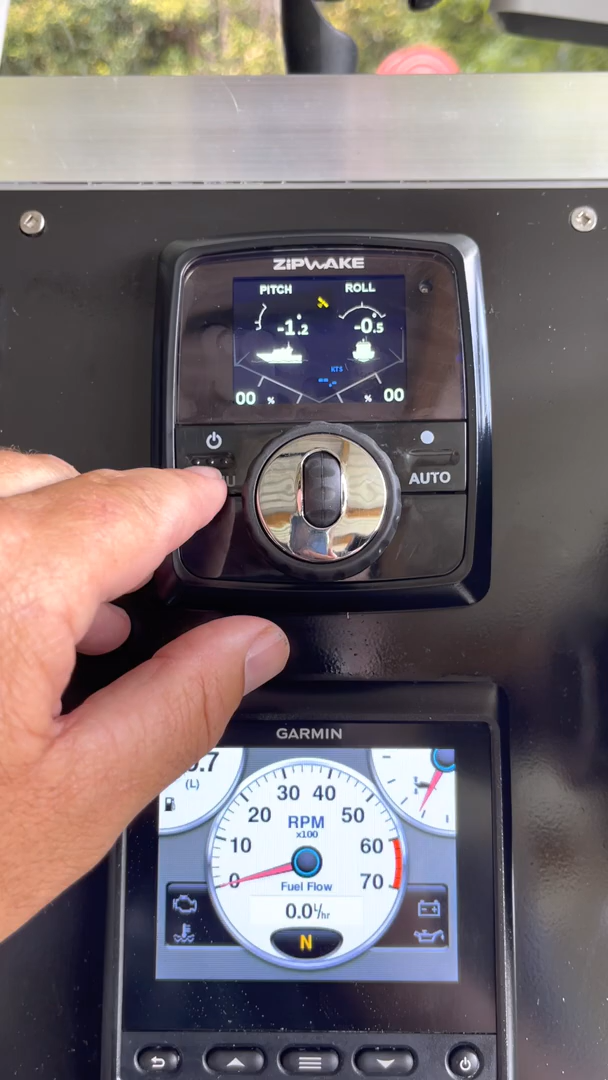 ZIPWAKE
PITCH ROLL
-1.2 -0.5
KTS
--.-
00 % % 00
AUTO
GARMIN
(L)
30 40
20 50
RPM
x100
10 60
0 70
Fuel Flow
0.0 L/hr
N